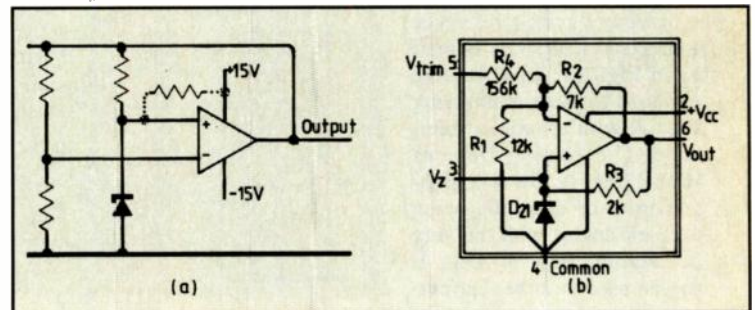 +15V
Output
-15V
(a)
Vtrim 5
R4
156k
R2
7k
2 +Vcc
6
Vout
R1
12k
Vz 3
R3
2k
DZ1
4 Common
(b)